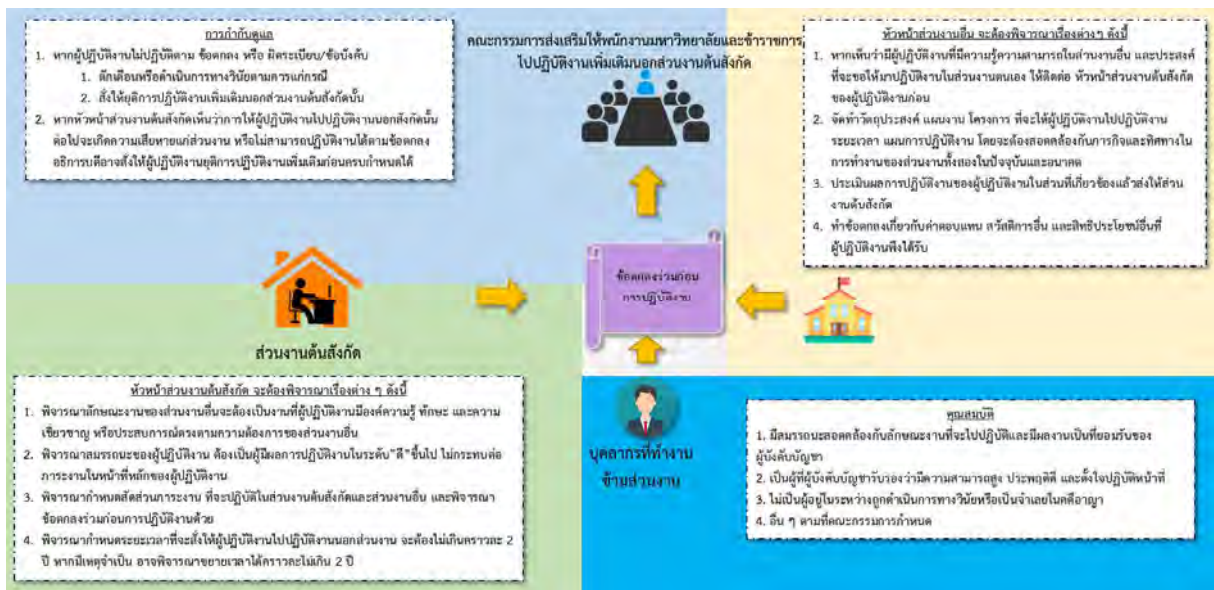 การกำกับดูแล
1. หากผู้ปฏิบัติงานไม่ปฏิบัติตาม ข้อตกลง หรือ มีระเบียบ/ข้อบังคับ
1. ตักเตือนหรือดำเนินการทางวินัยตามควรแก่กรณี
2. สั่งให้ยุติการปฏิบัติงานเพิ่มเติมนอกส่วนงานต้นสังกัดนั้น
2. หากหัวหน้าส่วนงานต้นสังกัดเห็นว่าการให้ผู้ปฏิบัติงานไปปฏิบัติงานนอกสังกัดนั้น
ต่อไปจะเกิดความเสียหายแก่ส่วนงาน หรือไม่สามารถปฏิบัติงานได้ตามข้อตกลง
อธิการบดีอาจสั่งให้ผู้ปฏิบัติงานยุติการปฏิบัติงานเพิ่มเติมก่อนครบกำหนดได้
คณะกรรมการส่งเสริมให้พนักงานมหาวิทยาลัยและข้าราชการ
ไปปฏิบัติงานเพิ่มเติมนอกส่วนงานต้นสังกัด
หัวหน้าส่วนงานอื่น จะต้องพิจารณาเรื่องต่างๆ ดังนี้
1. หากเห็นว่ามีผู้ปฏิบัติงานที่มีความรู้ความสามารถในส่วนงานอื่น และประสงค์
ที่จะขอให้มาปฏิบัติงานในส่วนงานตนเอง ให้ติดต่อ หัวหน้าส่วนงานต้นสังกัด
ของผู้ปฏิบัติงานก่อน
2. จัดทำวัตถุประสงค์ แผนงาน โครงการ ที่จะให้ผู้ปฏิบัติงานไปปฏิบัติงาน
ระยะเวลา แผนการปฏิบัติงาน โดยจะต้องสอดคล้องกับภารกิจและทิศทางใน
การทำงานของส่วนงานทั้งสองในปัจจุบันและอนาคต
3. ประเมินผลการปฏิบัติงานของผู้ปฏิบัติงานในส่วนที่เกี่ยวข้องแล้วส่งให้ส่วน
งานต้นสังกัด
4. ทำข้อตกลงเกี่ยวกับค่าตอบแทน สวัสดิการอื่น และสิทธิประโยชน์อื่นที่
ผู้ปฏิบัติงานพึงได้รับ
ข้อตกลงร่วมก่อน
การปฏิบัติงาน
ส่วนงานต้นสังกัด
หัวหน้าส่วนงานต้นสังกัด จะต้องพิจารณาเรื่องต่าง ๆ ดังนี้
1. พิจารณาลักษณะงานของส่วนงานอื่นจะต้องเป็นงานที่ผู้ปฏิบัติงานมีองค์ความรู้ ทักษะ และความ
เชี่ยวชาญ หรือประสบการณ์ตรงตามความต้องการของส่วนงานอื่น
2. พิจารณาสมรรถนะของผู้ปฏิบัติงาน ต้องเป็นผู้มีผลการปฏิบัติงานในระดับ"ดี"ขึ้นไป ไม่กระทบต่อ
ภาระงานในหน้าที่หลักของผู้ปฏิบัติงาน
3. พิจารณากำหนดสัดส่วนภาระงาน ที่จะปฏิบัติในส่วนงานต้นสังกัดและส่วนงานอื่น และพิจารณา
ข้อตกลงร่วมก่อนการปฏิบัติงานด้วย
4. พิจารณากำหนดระยะเวลาที่จะสั่งให้ผู้ปฏิบัติงานไปปฏิบัติงานนอกส่วนงาน จะต้องไม่เกินคราวละ 2
ปี หากมีเหตุจำเป็น อาจพิจารณาขยายเวลาได้คราวละไม่เกิน 2 ปี
บุคลากรที่ทำงาน
ข้ามส่วนงาน
คุณสมบัติ
1. มีสมรรถนะสอดคล้องกับลักษณะงานที่จะไปปฏิบัติและมีผลงานเป็นที่ยอมรับของ
ผู้บังคับบัญชา
2. เป็นผู้ที่ผู้บังคับบัญชารับรองว่ามีความสามารถสูง ประพฤติดี และตั้งใจปฏิบัติหน้าที่
3. ไม่เป็นผู้อยู่ในระหว่างถูกดำเนินการทางวินัยหรือเป็นจำเลยในคดีอาญา
4. อื่น ๆ ตามที่คณะกรรมการกำหนด